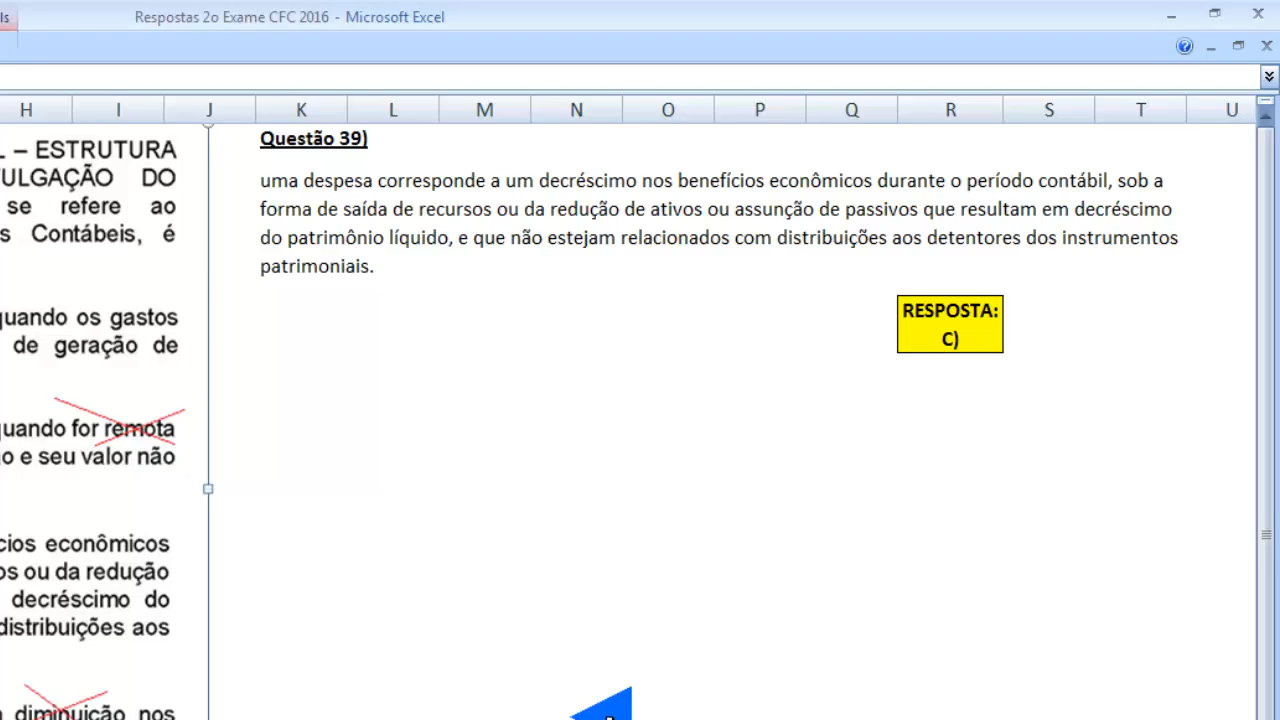 ls
Respostas 2o Exame CFC 2016 - Microsoft Excel
H I J K L M N O P Q R S T U
L – ESTRUTURA
ULGAÇÃO DO
se refere ao
s Contábeis, é
quando os gastos
de geração de
quando for remota
o e seu valor não
cios econômicos
os ou da redução
decréscimo do
distribuições aos
a diminuição nos
Questão 39)
uma despesa corresponde a um decréscimo nos benefícios econômicos durante o período contábil, sob a
forma de saída de recursos ou da redução de ativos ou assunção de passivos que resultam em decréscimo
do patrimônio líquido, e que não estejam relacionados com distribuições aos detentores dos instrumentos
patrimoniais.
RESPOSTA:
C)